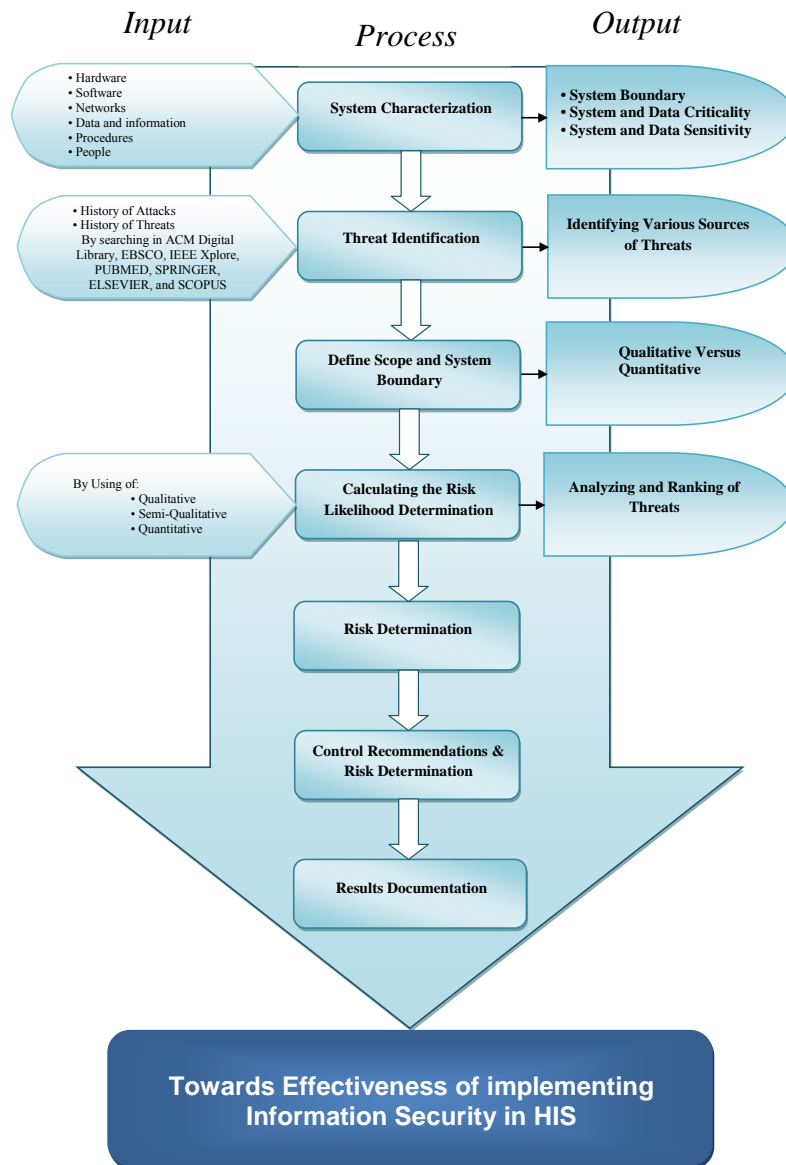 Input
Process
Output
• Hardware
• Software
• Networks
• Data and information
• Procedures
• People
System Characterization
• System Boundary
• System and Data Criticality
• System and Data Sensitivity
• History of Attacks
• History of Threats
By searching in ACM Digital
Library, EBSCO, IEEE Xplore,
PUBMED, SPRINGER,
ELSEVIER, and SCOPUS
Threat Identification
Identifying Various Sources
of Threats
Define Scope and System
Boundary
Qualitative Versus
Quantitative
By Using of:
• Qualitative
• Semi-Qualitative
• Quantitative
Calculating the Risk
Likelihood Determination
Analyzing and Ranking of
Threats
Risk Determination
Control Recommendations &
Risk Determination
Results Documentation
Towards Effectiveness of implementing
Information Security in HIS